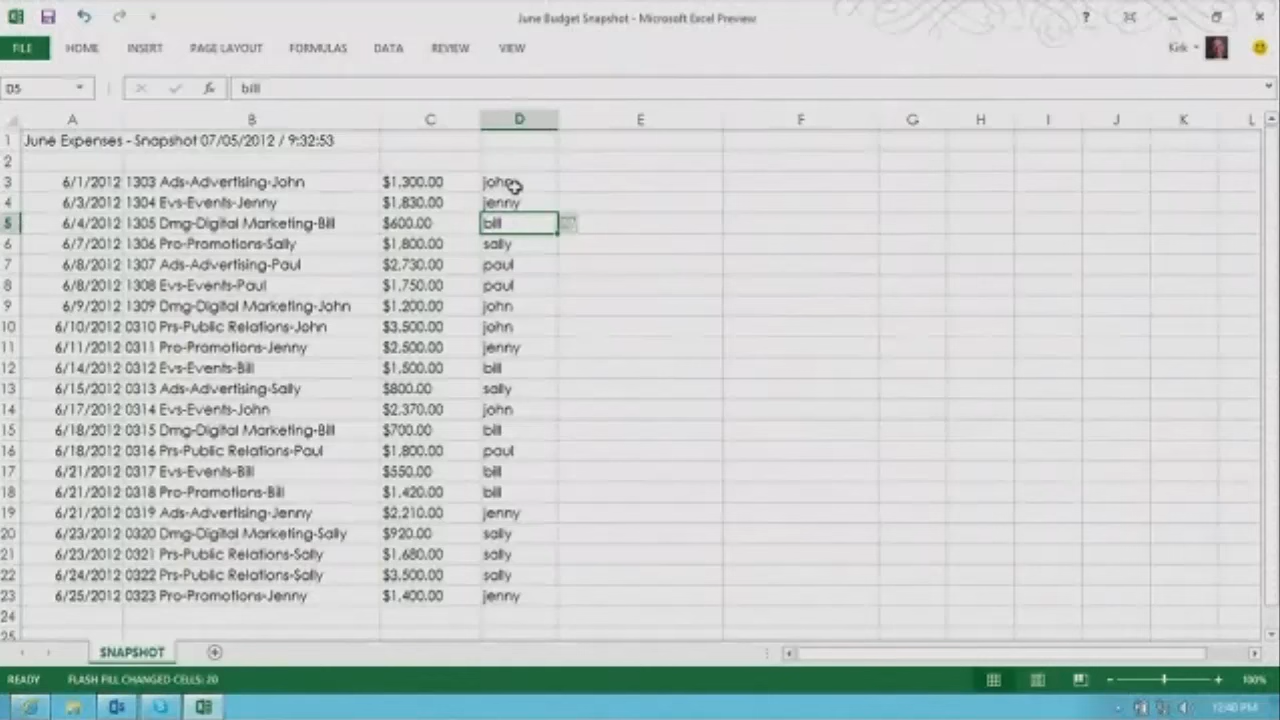 June Budget Snapshot - Microsoft Excel Preview
FILE HOME INSERT PAGE LAYOUT FORMULAS DATA REVIEW VIEW Kirk
D5 fx bill
A B C D E F G H I J K L
1 June Expenses - Snapshot 07/05/2012 / 9:32:53
2
3 6/1/2012 1303 Ads-Advertising-John $1,300.00 john
4 6/3/2012 1304 Evs-Events-Jenny $1,830.00 jenny
5 6/4/2012 1305 Dmg-Digital Marketing-Bill $600.00 bill
6 6/7/2012 1306 Pro-Promotions-Sally $1,800.00 sally
7 6/8/2012 1307 Ads-Advertising-Paul $2,730.00 paul
8 6/8/2012 1308 Evs-Events-Paul $1,750.00 paul
9 6/9/2012 1309 Dmg-Digital Marketing-John $1,200.00 john
10 6/10/2012 0310 Prs-Public Relations-John $3,500.00 john
11 6/11/2012 0311 Pro-Promotions-Jenny $2,500.00 jenny
12 6/14/2012 0312 Evs-Events-Bill $1,500.00 bill
13 6/15/2012 0313 Ads-Advertising-Sally $800.00 sally
14 6/17/2012 0314 Evs-Events-John $2,370.00 john
15 6/18/2012 0315 Dmg-Digital Marketing-Bill $700.00 bill
16 6/18/2012 0316 Prs-Public Relations-Paul $1,800.00 paul
17 6/21/2012 0317 Evs-Events-Bill $550.00 bill
18 6/21/2012 0318 Pro-Promotions-Bill $1,420.00 bill
19 6/21/2012 0319 Ads-Advertising-Jenny $2,210.00 jenny
20 6/23/2012 0320 Dmg-Digital Marketing-Sally $920.00 sally
21 6/23/2012 0321 Prs-Public Relations-Sally $1,680.00 sally
22 6/24/2012 0322 Prs-Public Relations-Sally $3,500.00 sally
23 6/25/2012 0323 Pro-Promotions-Jenny $1,400.00 jenny
24
25
SNAPSHOT
READY FLASH FILL CHANGED CELLS: 20 100%
12:40 PM